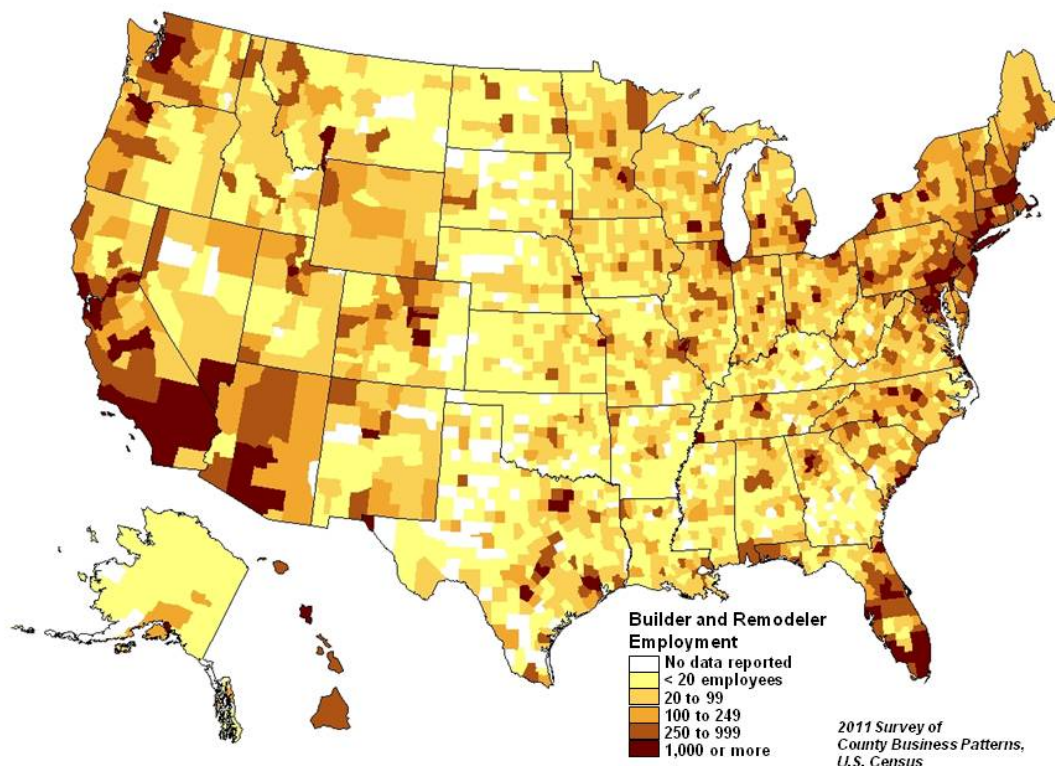 Builder and Remodeler
Employment
No data reported
< 20 employees
20 to 99
100 to 249
250 to 999
1,000 or more
2011 Survey of
County Business Patterns,
U.S. Census